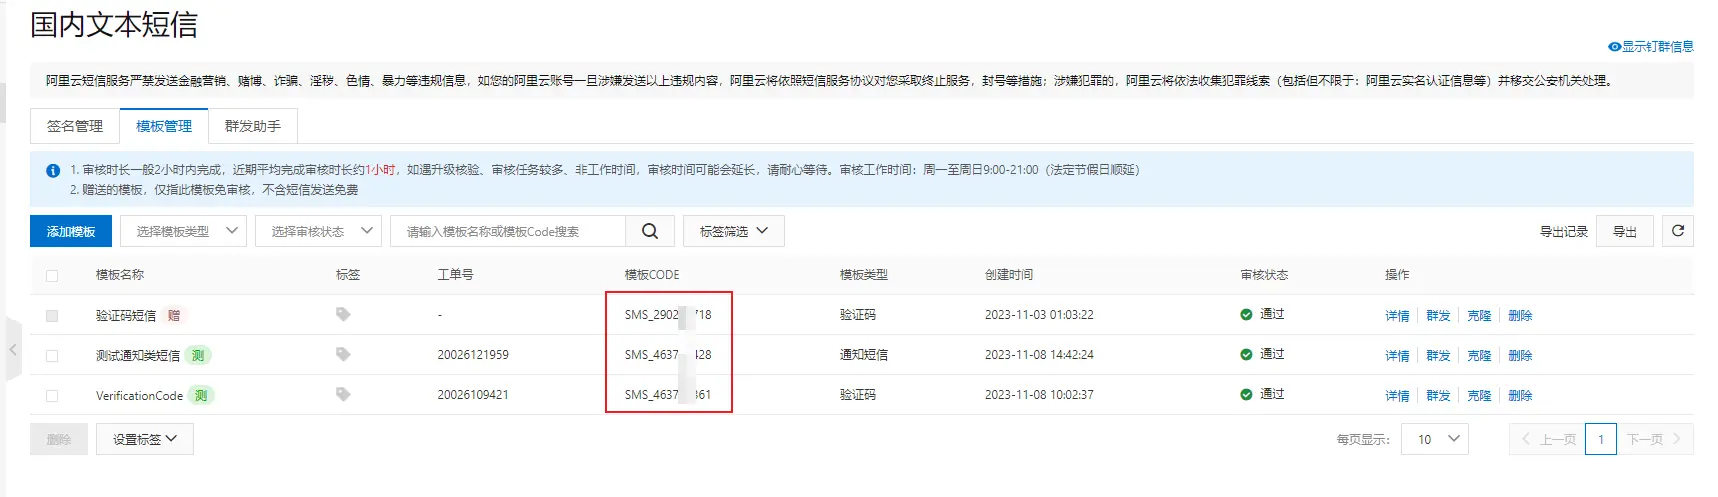 国内文本短信
显示钉群信息
阿里云短信服务严禁发送金融营销、赌博、诈骗、淫秽、色情、暴力等违规信息，如您的阿里云账号一旦涉嫌发送以上违规内容，阿里云将依照短信服务协议对您采取终止服务，封号等措施；涉嫌犯罪的，阿里云将依法收集犯罪线索（包括但不限于：阿里云实名认证信息等）并移交公安机关处理。
签名管理 模板管理 群发助手
1. 审核时长一般2小时内完成，近期平均完成审核时长约1小时，如遇升级核验、审核任务较多、非工作时间，审核时间可能会延长，请耐心等待。审核工作时间：周一至周日9:00-21:00（法定节假日顺延）
2. 赠送的模板，仅指此模板免审核，不含短信发送免费
添加模板 选择模板类型 选择审核状态 请输入模板名称或模板Code搜索 标签筛选 导出记录 导出
模板名称 标签 工单号 模板CODE 模板类型 创建时间 审核状态 操作
验证码短信 赠 - SMS_290 718 验证码 2023-11-03 01:03:22 通过 详情 群发 克隆 删除
测试通知类短信 测 20026121959 SMS_463 428 通知短信 2023-11-08 14:42:24 通过 详情 群发 克隆 删除
VerificationCode 测 20026109421 SMS_463 361 验证码 2023-11-08 10:02:37 通过 详情 群发 克隆 删除
删除 设置标签 每页显示： 10 上一页 1 下一页